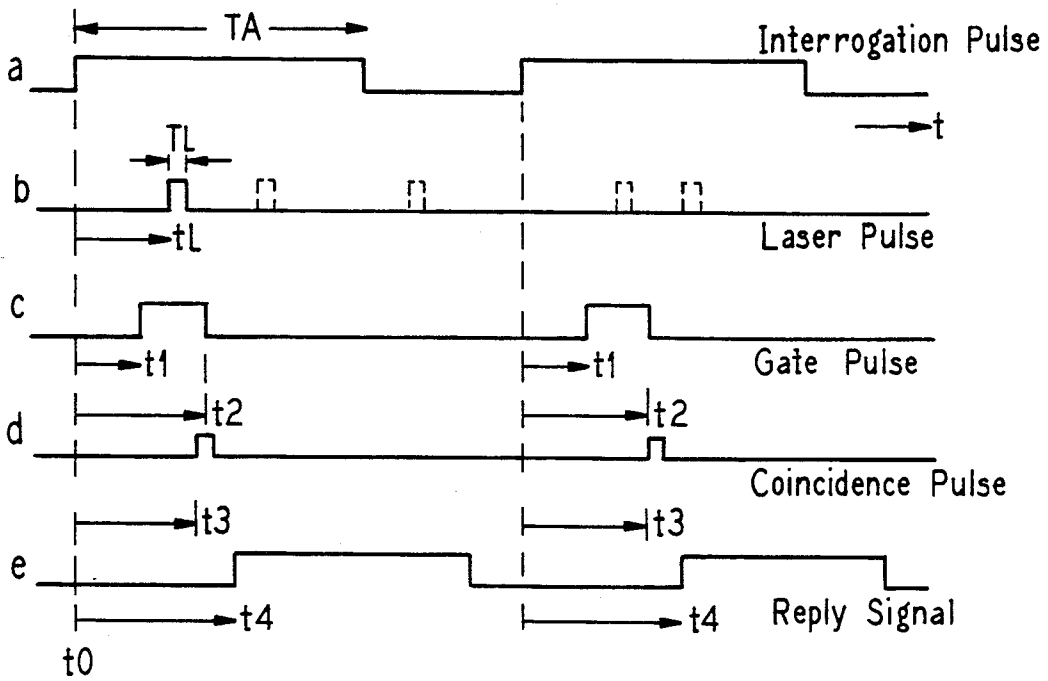 TA
Interrogation Pulse
a
t
TL
b
tL
Laser Pulse
c
t1
t1
Gate Pulse
t2
t2
d
Coincidence Pulse
t3
t3
e
t4
t4
Reply Signal
t0